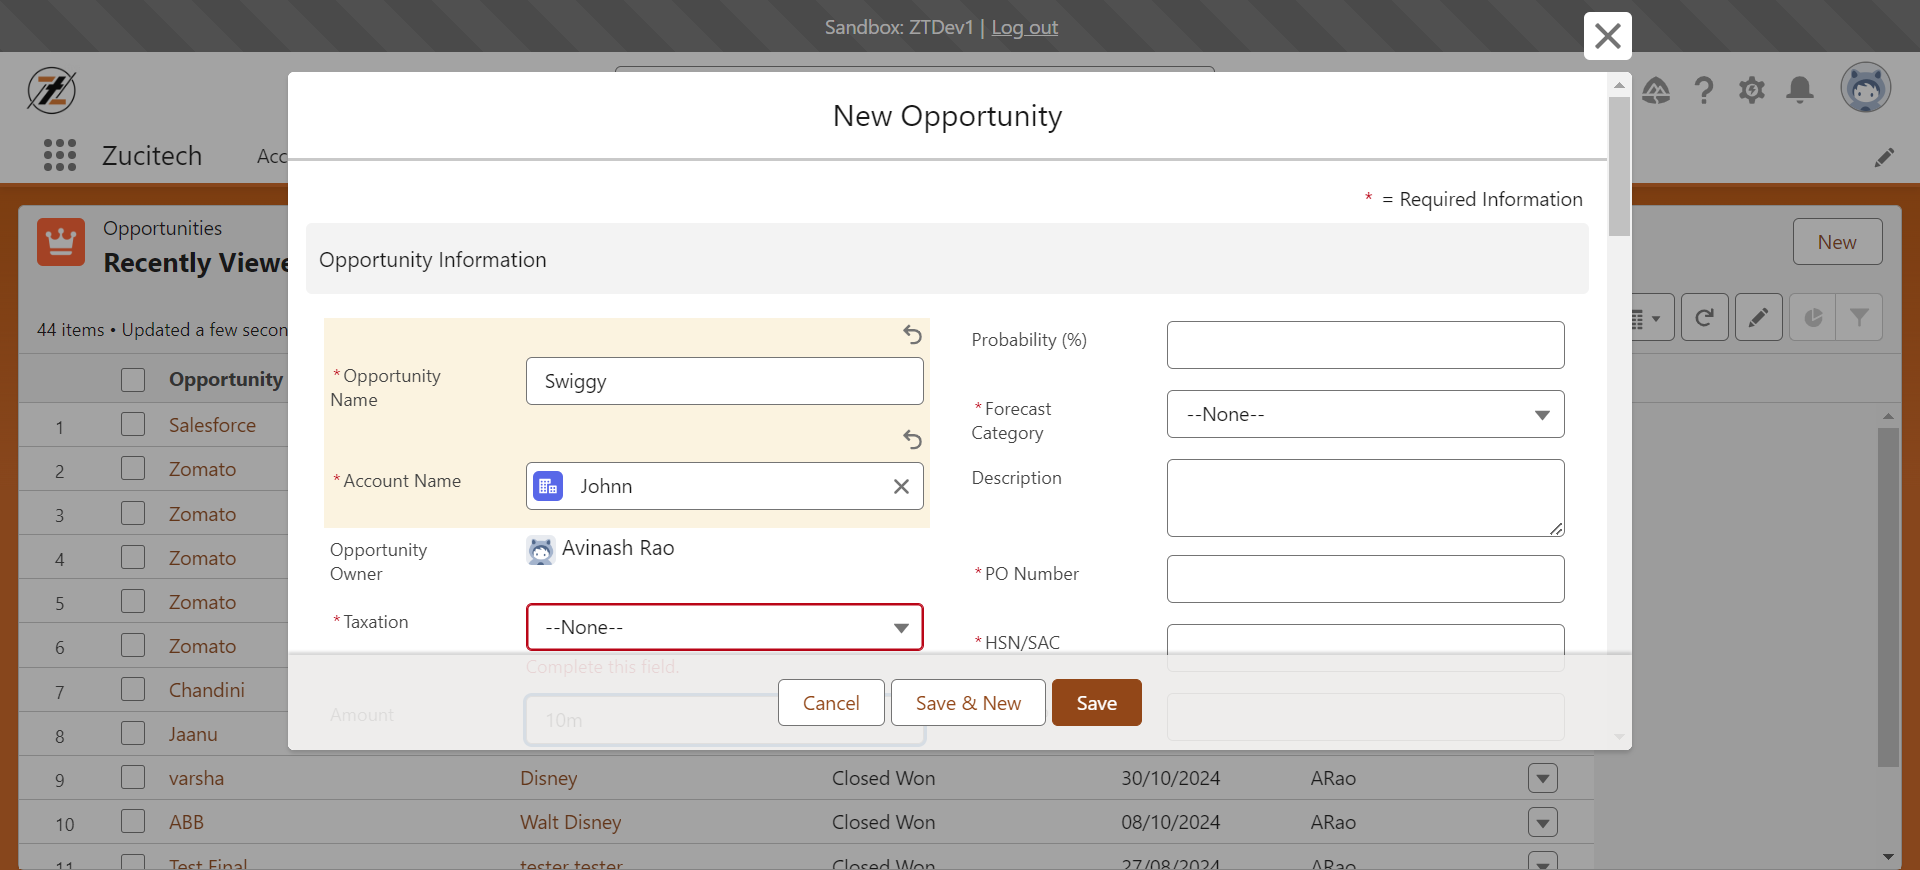 Sandbox: ZTDev1 | Log out
Zucitech
Acc
New Opportunity
* = Required Information
Opportunities
Recently Viewe
New
Opportunity Information
44 items • Updated a few secon
*Opportunity
Name
Swiggy
*Account Name
Johnn
Opportunity
Owner
Avinash Rao
*Taxation
--None--
Complete this field.
Amount
10m
Probability (%)
*Forecast
Category
--None--
Description
*PO Number
*HSN/SAC
Cancel
Save & New
Save
Opportunity
1 Salesforce
2 Zomato
3 Zomato
4 Zomato
5 Zomato
6 Zomato
7 Chandini
8 Jaanu
9 varsha Disney Closed Won 30/10/2024 ARao
10 ABB Walt Disney Closed Won 08/10/2024 ARao
11 Test Final tester tester Closed Won 27/08/2024 ARao